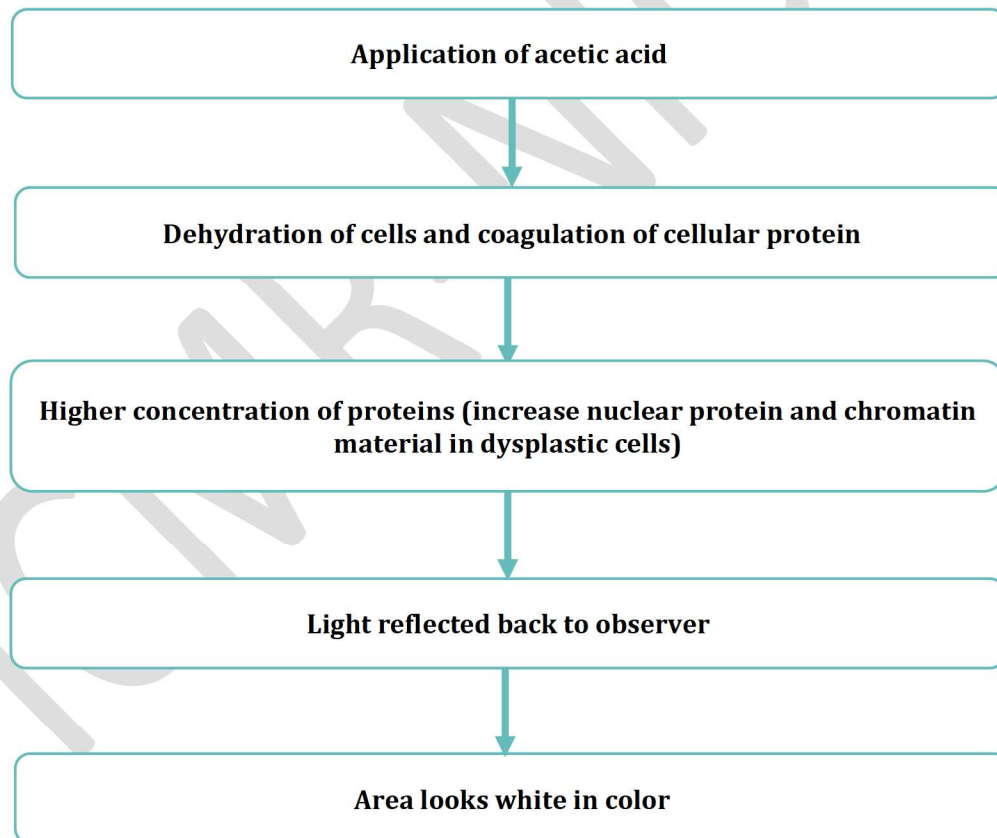 Application of acetic acid
Dehydration of cells and coagulation of cellular protein
Higher concentration of proteins (increase nuclear protein and chromatin
material in dysplastic cells)
Light reflected back to observer
Area looks white in color